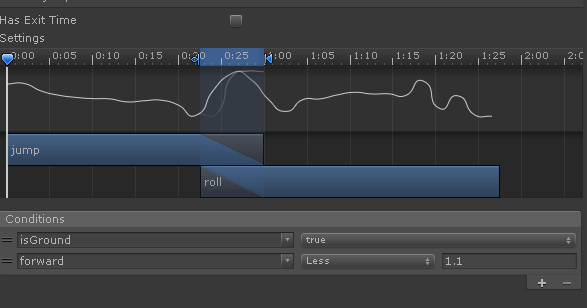 Has Exit Time
Settings
0:00 0:05 0:10 0:15 0:20 0:25 1:00 1:05 1:10 1:15 1:20 1:25 2:00
jump
roll
Conditions
isGround true
forward Less 1.1